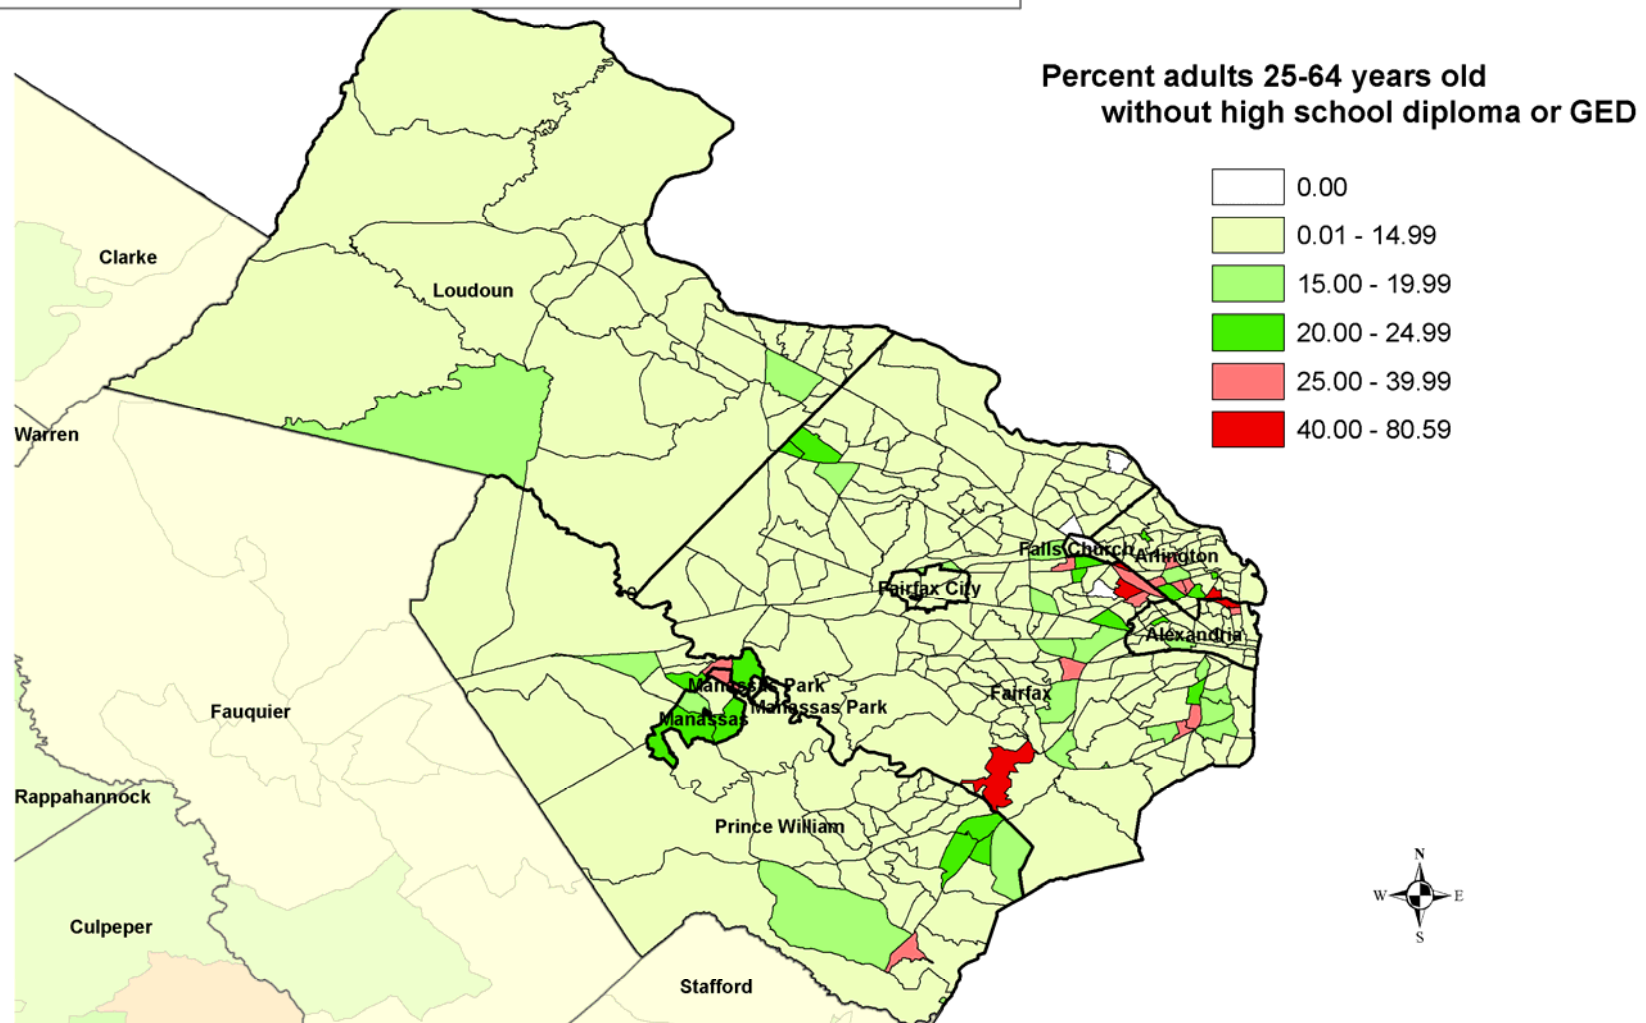 Percent adults 25-64 years old
without high school diploma or GED
0.00
0.01 - 14.99
15.00 - 19.99
20.00 - 24.99
25.00 - 39.99
40.00 - 80.59
Clarke
Loudoun
Warren
Falls Church
Arlington
Fairfax City
Alexandria
Manassas Park
Fairfax
Manassas Park
Fauquier
Manassas
Rappahannock
Prince William
N
W
E
S
Culpeper
Stafford